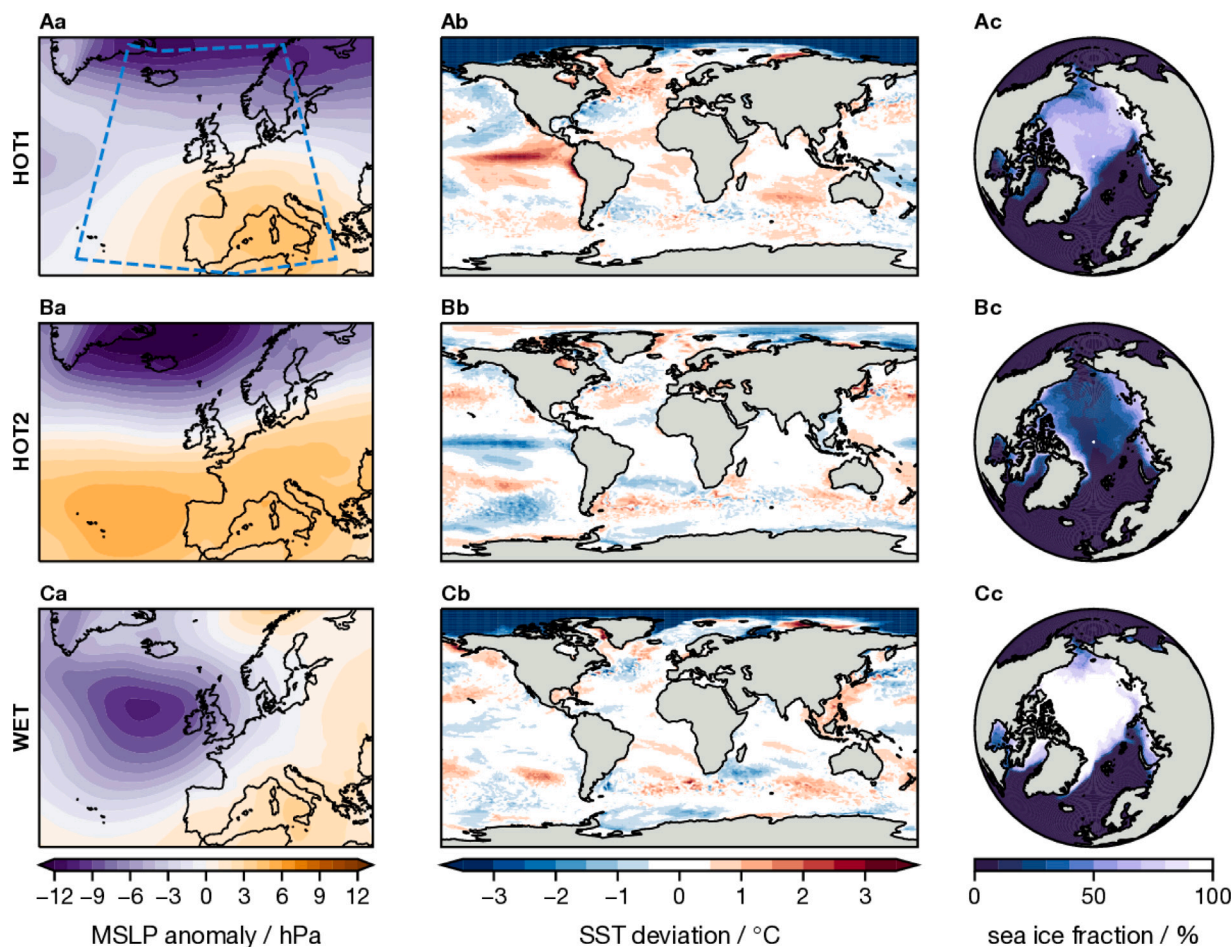 Aa Ab Ac
HOT1
Ba Bb Bc
HOT2
Ca Cb Cc
WET
−12 −9 −6 −3 0 3 6 9 12
−3 −2 −1 0 1 2 3
0 50 100
MSLP anomaly / hPa
SST deviation / °C
sea ice fraction / %